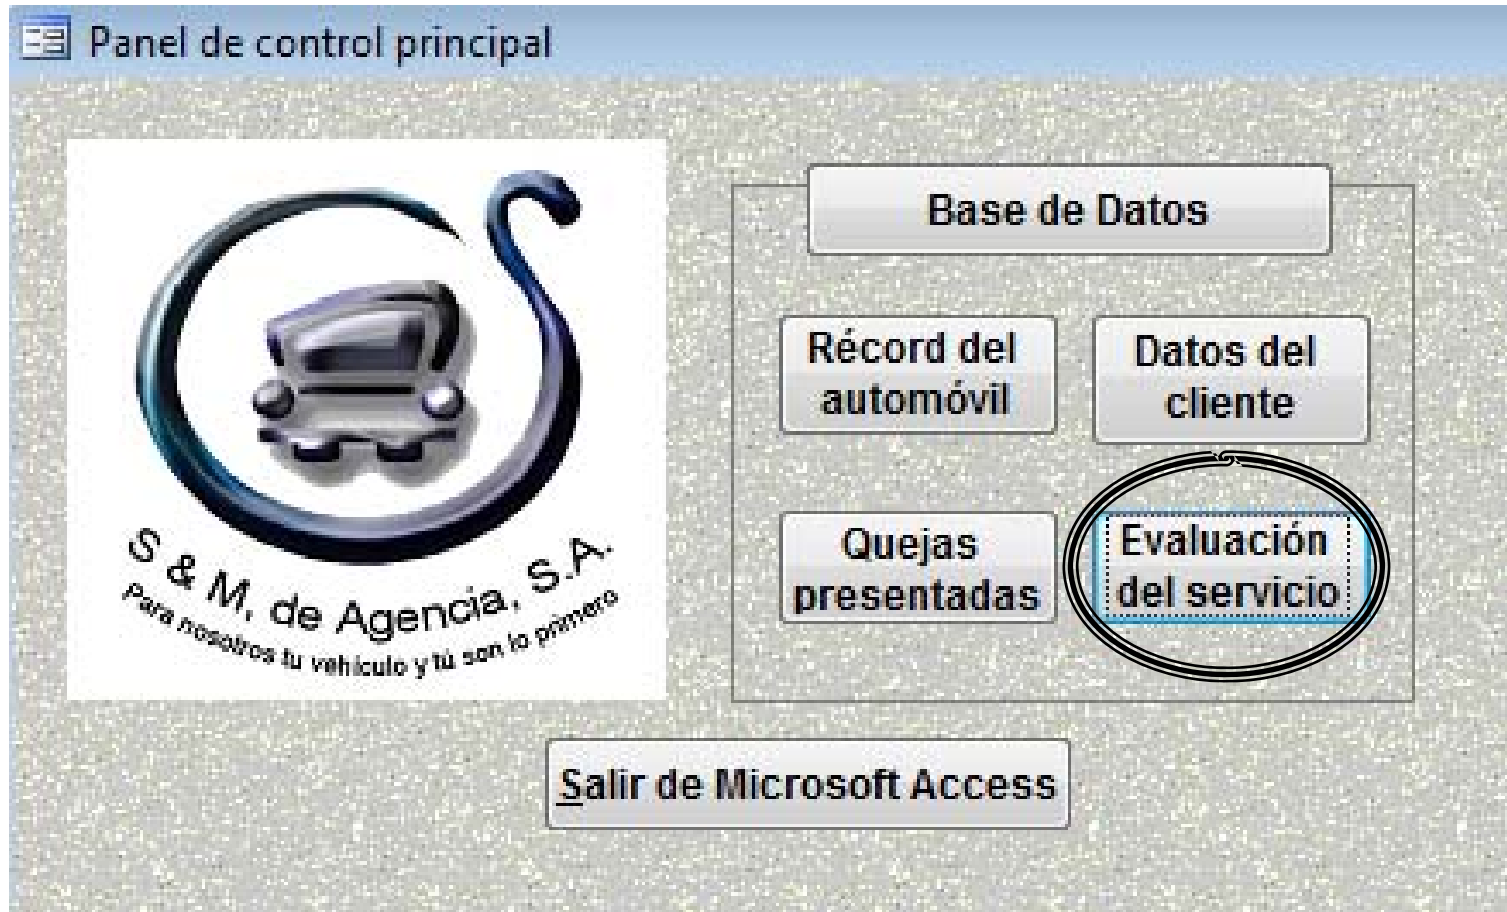 Panel de control principal
Base de Datos
Récord del
automóvil
Datos del
cliente
Quejas
presentadas
Evaluación
del servicio
S & M. de Agencia, S.A.
Para nosotros tu vehículo y tú son lo primero
Salir de Microsoft Access